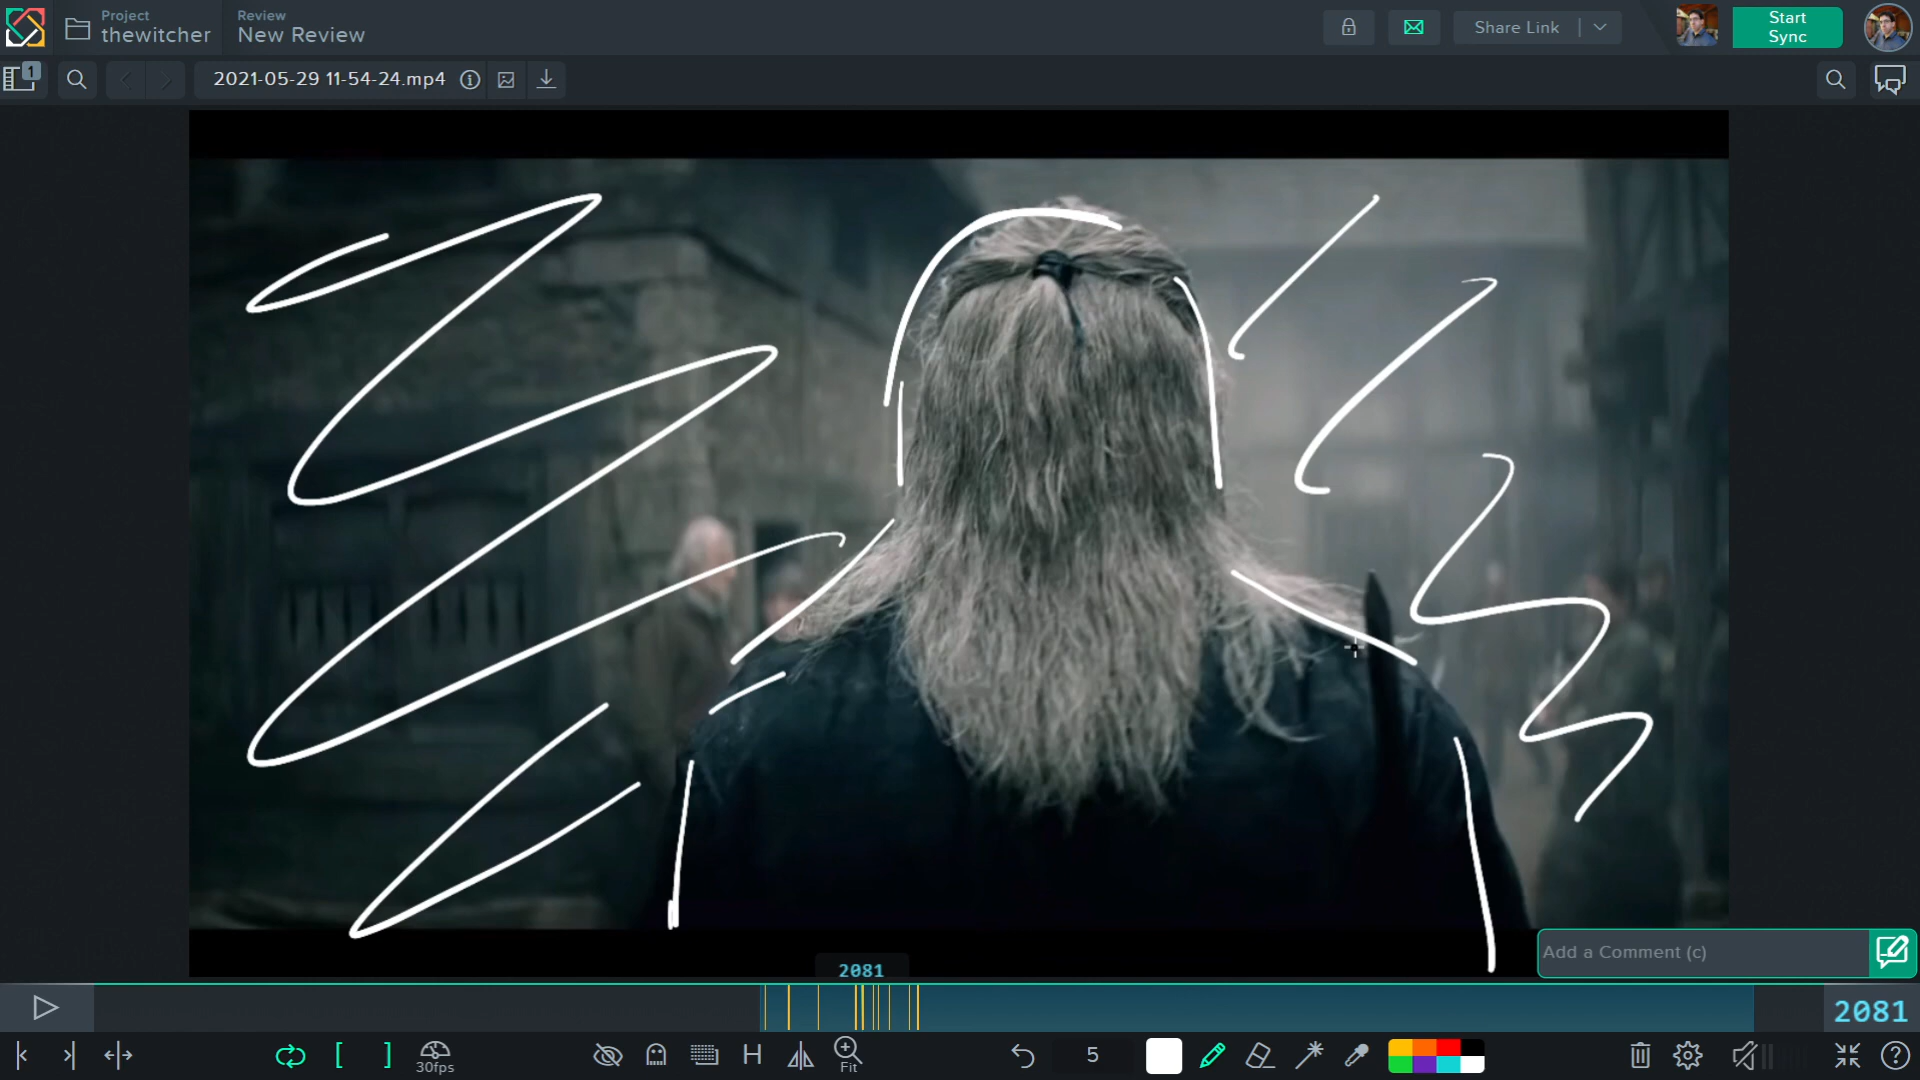 Project
thewitcher
Review
New Review
Share Link
Start
Sync
1
2021-05-29 11-54-24.mp4
Add a Comment (c)
2081
2081
30fps
H
Fit
5